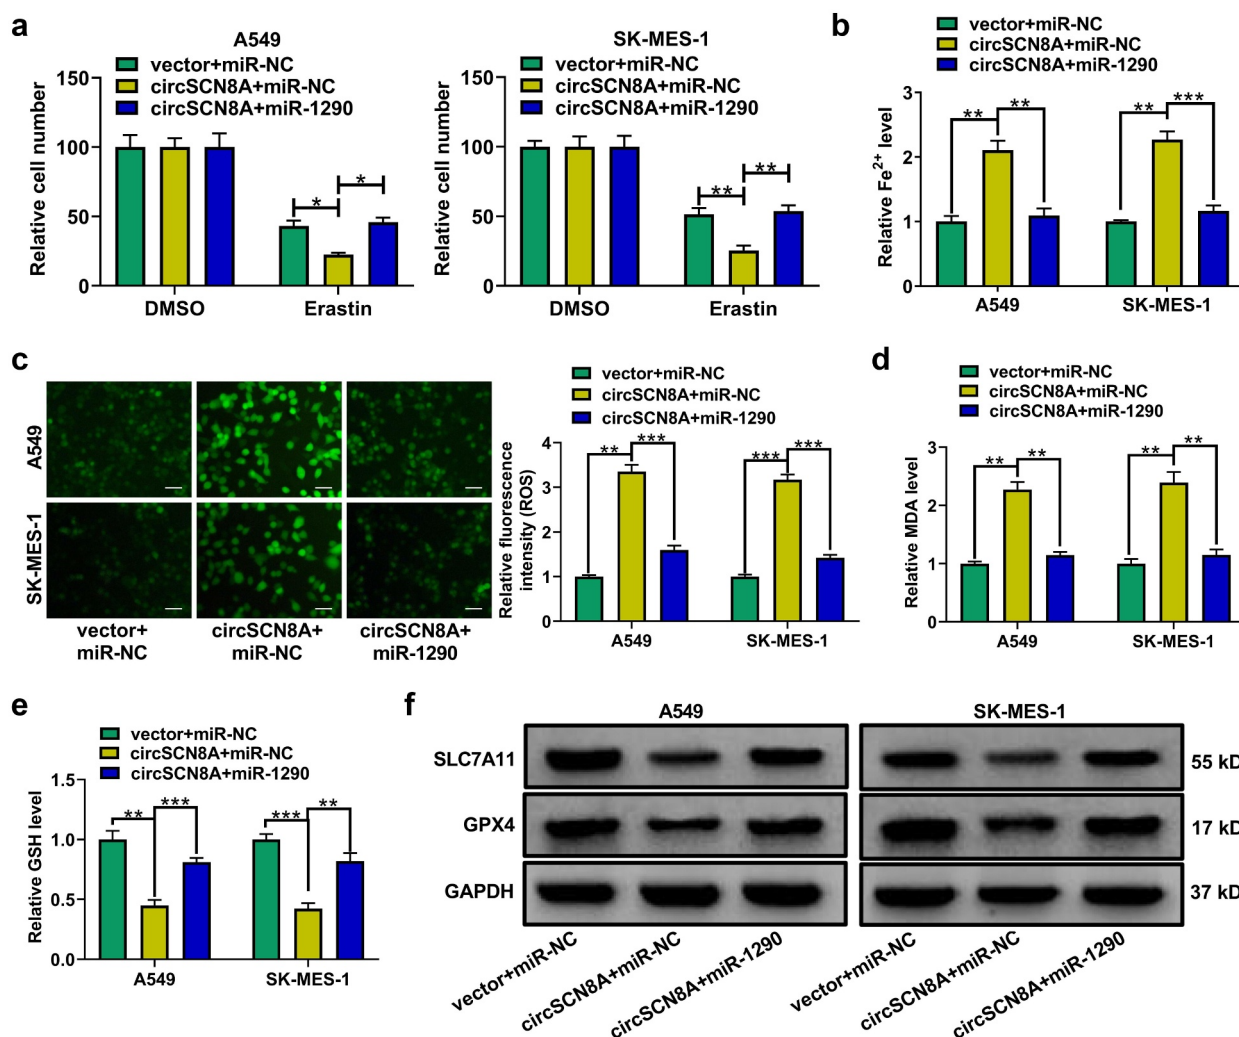 a
A549
vector+miR-NC
circSCN8A+miR-NC
circSCN8A+miR-1290
Relative cell number
150
100
50
0
*
*
DMSO
Erastin
SK-MES-1
vector+miR-NC
circSCN8A+miR-NC
circSCN8A+miR-1290
Relative cell number
150
100
50
0
**
**
DMSO
Erastin
b
vector+miR-NC
circSCN8A+miR-NC
circSCN8A+miR-1290
Relative Fe²⁺ level
3
2
1
0
**
**
**
***
A549
SK-MES-1
c
A549
SK-MES-1
vector+
miR-NC
circSCN8A+
miR-NC
circSCN8A+
miR-1290
vector+miR-NC
circSCN8A+miR-NC
circSCN8A+miR-1290
Relative fluorescence
intensity (ROS)
4
3
2
1
0
**
***
***
***
A549
SK-MES-1
d
vector+miR-NC
circSCN8A+miR-NC
circSCN8A+miR-1290
Relative MDA level
3
2
1
0
**
**
**
**
A549
SK-MES-1
e
vector+miR-NC
circSCN8A+miR-NC
circSCN8A+miR-1290
Relative GSH level
1.5
1.0
0.5
0.0
**
***
***
**
A549
SK-MES-1
f
A549
SK-MES-1
SLC7A11
55 kD
GPX4
17 kD
GAPDH
37 kD
vector+miR-NC
circSCN8A+miR-NC
circSCN8A+miR-1290
vector+miR-NC
circSCN8A+miR-NC
circSCN8A+miR-1290